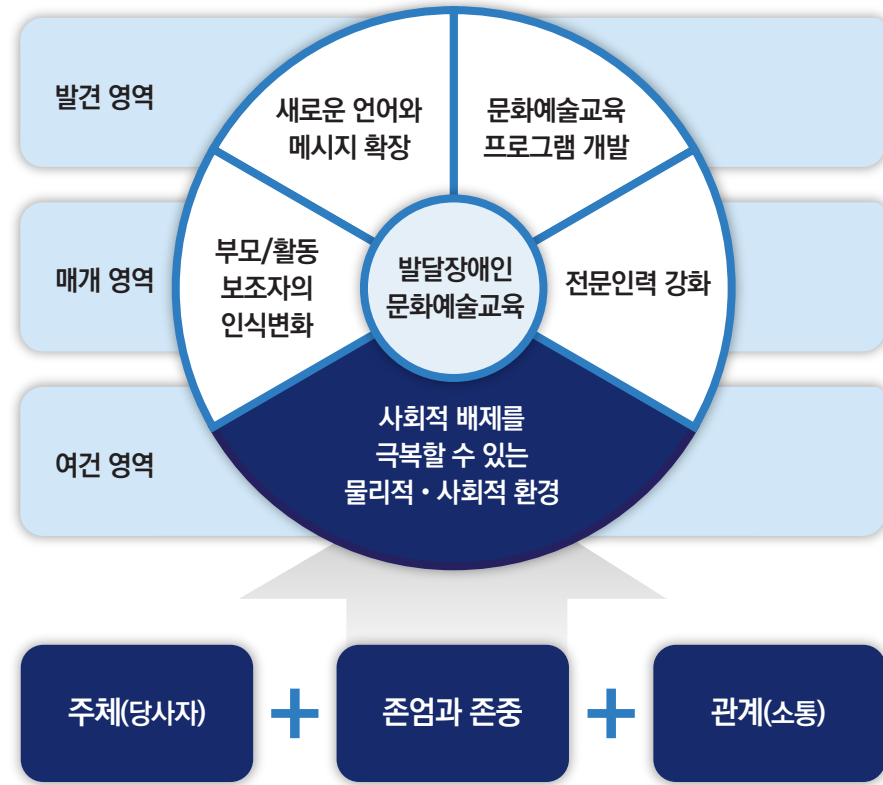 발견 영역
새로운 언어와
메시지 확장
문화예술교육
프로그램 개발
매개 영역
부모/활동
보조자의
인식변화
발달장애인
문화예술교육
전문인력 강화
여건 영역
사회적 배제를
극복할 수 있는
물리적・사회적 환경
주체(당사자)
+
존엄과 존중
+
관계(소통)